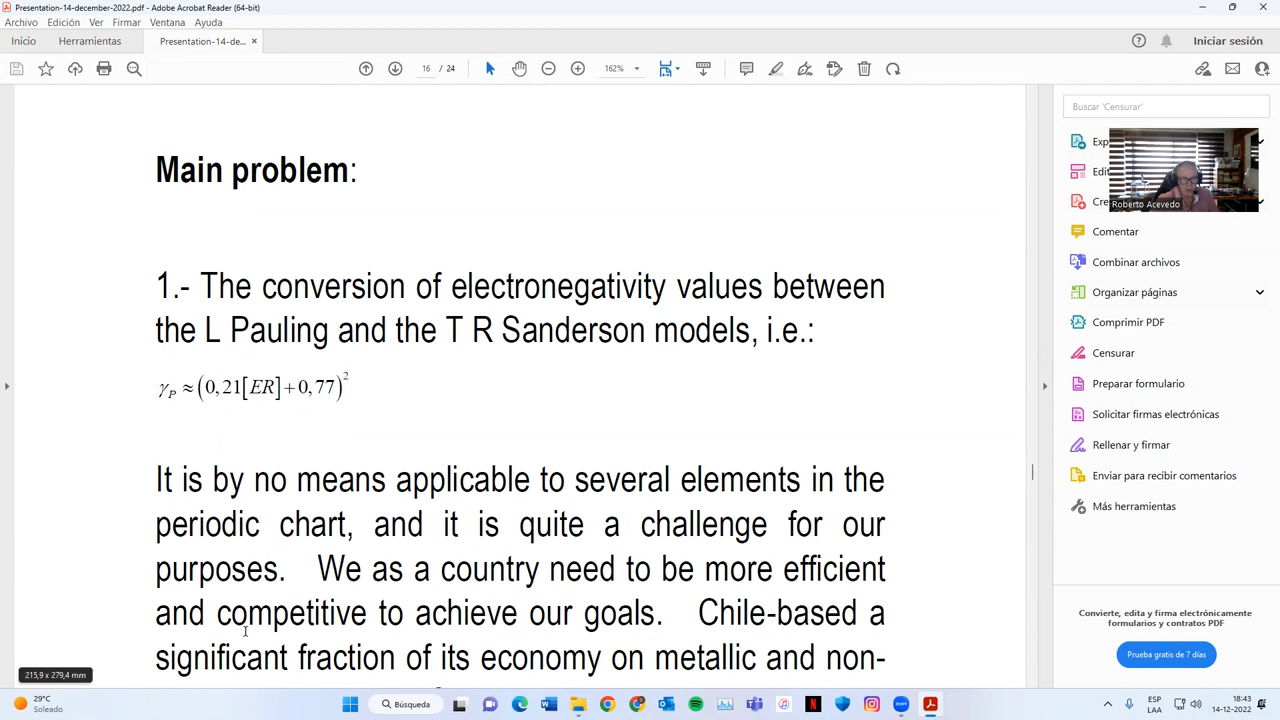 Presentation-14-december-2022.pdf - Adobe Acrobat Reader (64-bit)
Archivo Edición Ver Firmar Ventana Ayuda
Inicio Herramientas Presentation-14-de... × Iniciar sesión
16 / 24 162%
Buscar 'Censurar'
Main problem:
Exp
Edit
Roberto Acevedo
Comentar
Combinar archivos
1.- The conversion of electronegativity values between
Organizar páginas
the L Pauling and the T R Sanderson models, i.e.:
Comprimir PDF
Censurar
γP ≈ (0,21[ER]+0,77)²
Preparar formulario
Solicitar firmas electrónicas
Rellenar y firmar
It is by no means applicable to several elements in the
Enviar para recibir comentarios
Más herramientas
periodic chart, and it is quite a challenge for our
purposes. We as a country need to be more efficient
and competitive to achieve our goals. Chile-based a
significant fraction of its economy on metallic and non-
Convierte, edita y firma electrónicamente
formularios y contratos PDF
Prueba gratis de 7 días
215,9 x 279,4 mm
29°C
Soleado
Búsqueda
ESP
LAA
18:43
14-12-2022